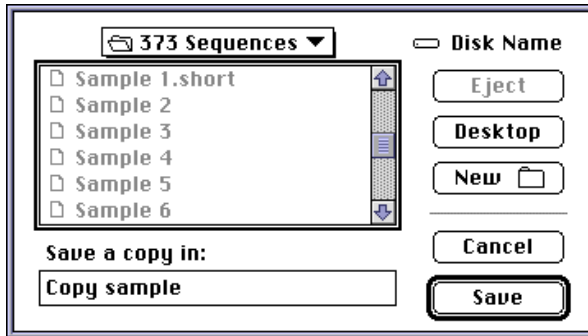 373 Sequences
Disk Name
Sample 1.short
Sample 2
Sample 3
Sample 4
Sample 5
Sample 6
Eject
Desktop
New
Save a copy in:
Copy sample
Cancel
Save